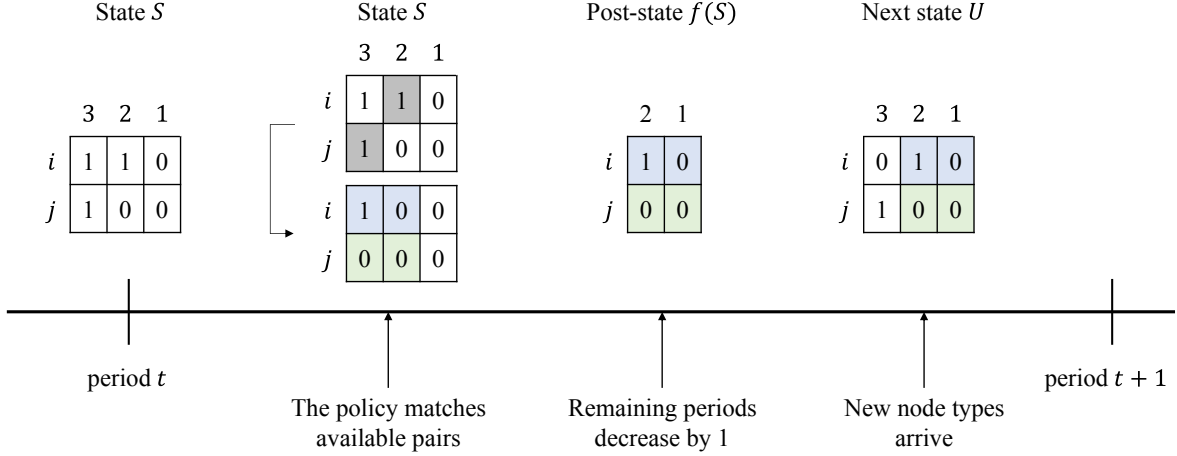 State S
State S
Post-state f(S)
Next state U
3 2 1
i 1 1 0
j 1 0 0
3 2 1
i 1 1 0
j 1 0 0
i 1 0 0
j 0 0 0
2 1
i 1 0
j 0 0
3 2 1
i 0 1 0
j 1 0 0
period t
The policy matches
available pairs
Remaining periods
decrease by 1
New node types
arrive
period t + 1